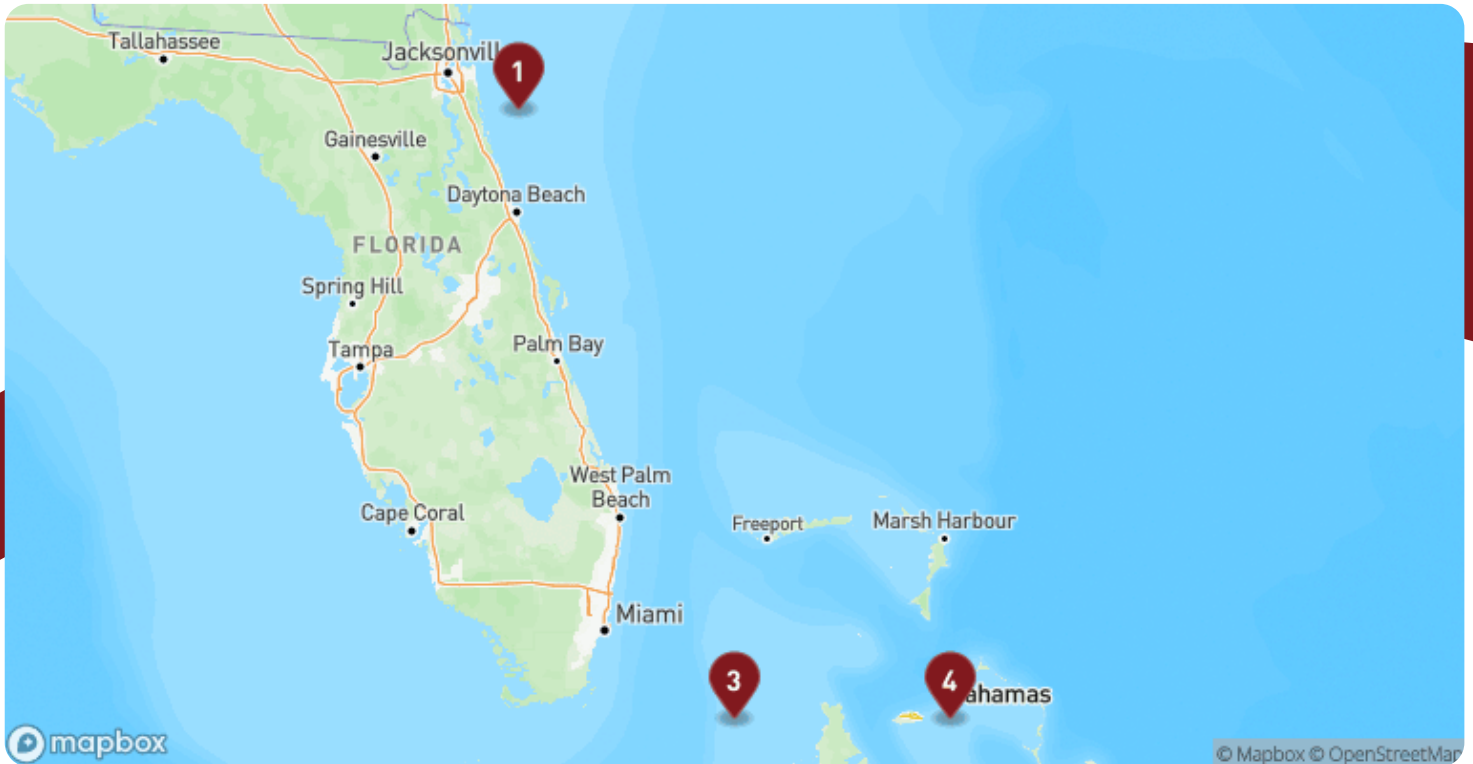 Tallahassee
Jacksonvill
1
Gainesville
Daytona Beach
FLORIDA
Spring Hill
Tampa
Palm Bay
West Palm
Beach
Cape Coral
Freeport
Marsh Harbour
Miami
3
4
ahamas
mapbox
© Mapbox © OpenStreetMap